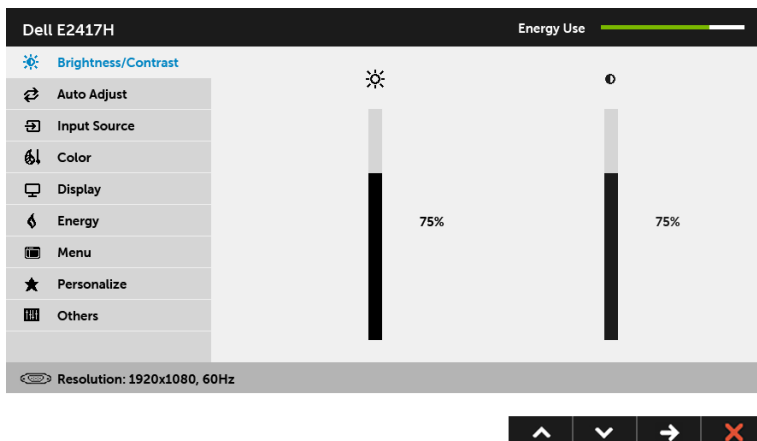 Dell E2417H
Energy Use
Brightness/Contrast
Auto Adjust
Input Source
Color
Display
Energy
Menu
Personalize
Others
75%
75%
Resolution: 1920x1080, 60Hz